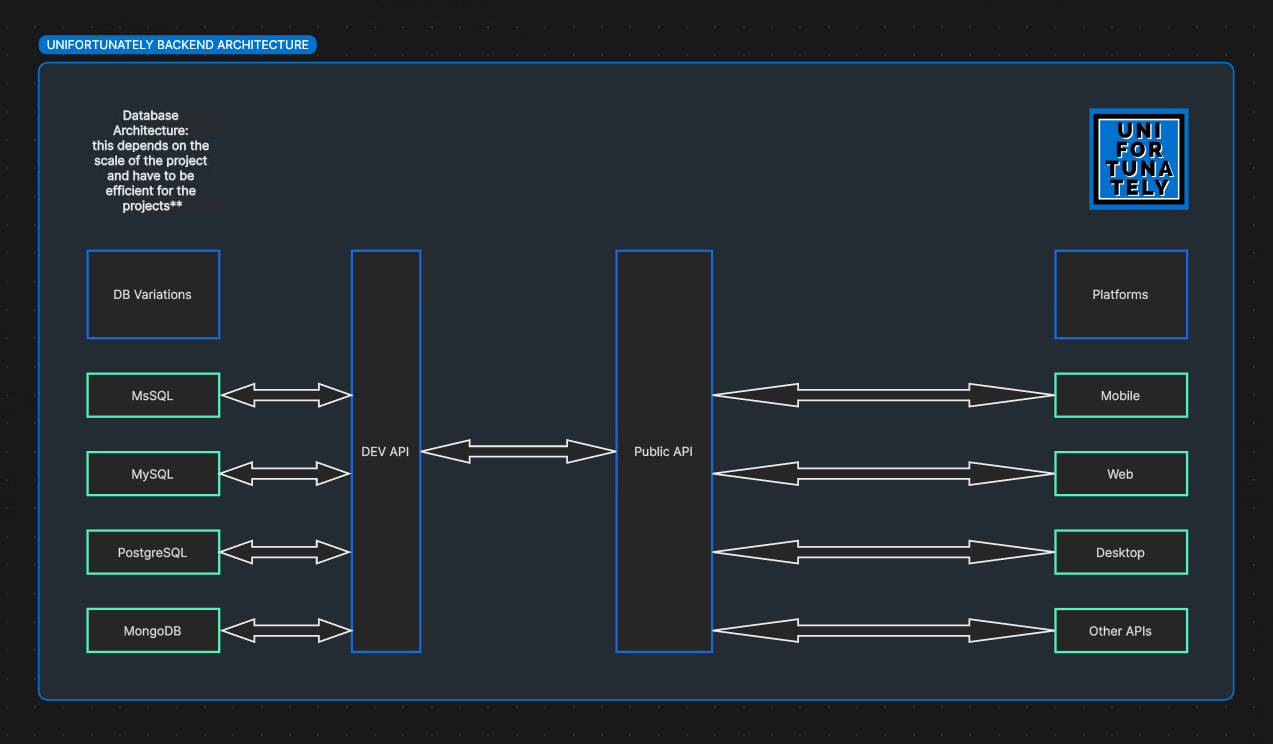 UNIFORTUNATELY BACKEND ARCHITECTURE
Database
Architecture:
this depends on the
scale of the project
and have to be
efficient for the
projects**
UNI
FOR
TUNA
TELY
DB Variations
Platforms
MsSQL
Mobile
DEV API
Public API
MySQL
Web
PostgreSQL
Desktop
MongoDB
Other APIs